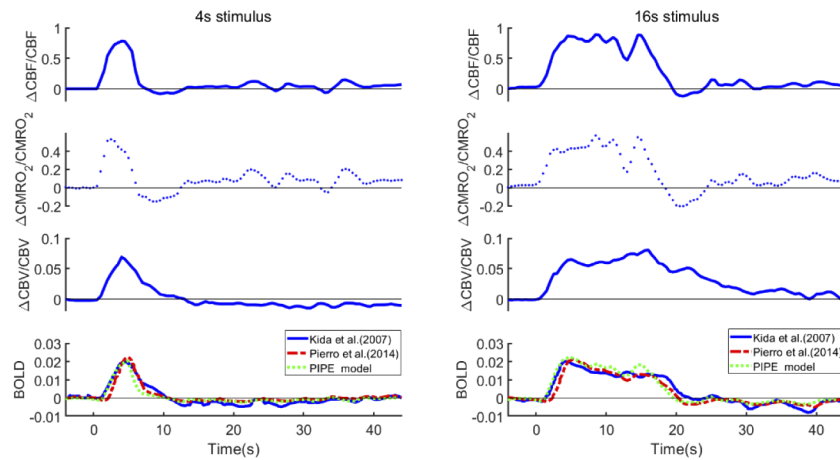 4s stimulus
1
0.5
0
ΔCBF/CBF
0.4
0.2
0
-0.2
ΔCMRO2/CMRO2
0.1
0.05
0
ΔCBV/CBV
0.03
0.02
0.01
0
-0.01
BOLD
Kida et al.(2007)
Pierro et al.(2014)
PIPE model
0 10 20 30 40
Time(s)
16s stimulus
1
0.5
0
ΔCBF/CBF
0.4
0.2
0
-0.2
ΔCMRO2/CMRO2
0.1
0.05
0
ΔCBV/CBV
0.03
0.02
0.01
0
-0.01
BOLD
Kida et al.(2007)
Pierro et al.(2014)
PIPE model
0 10 20 30 40
Time(s)